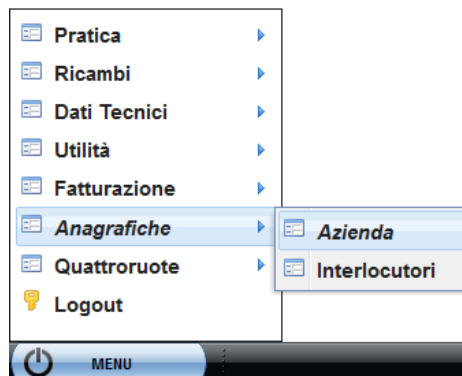 Pratica
Ricambi
Dati Tecnici
Utilità
Fatturazione
Anagrafiche
Azienda
Quattroruote
Interlocutori
Logout
MENU